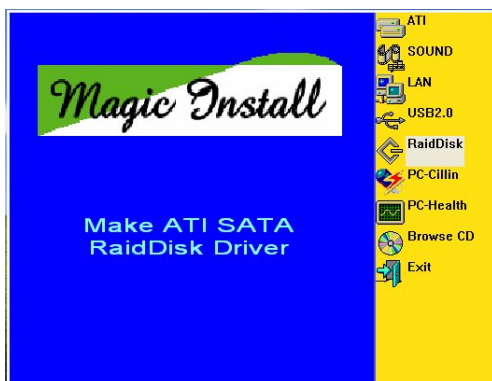 Magic Install
Make ATI SATA
RaidDisk Driver
ATI
SOUND
LAN
USB2.0
RaidDisk
PC-Cillin
PC-Health
Browse CD
Exit